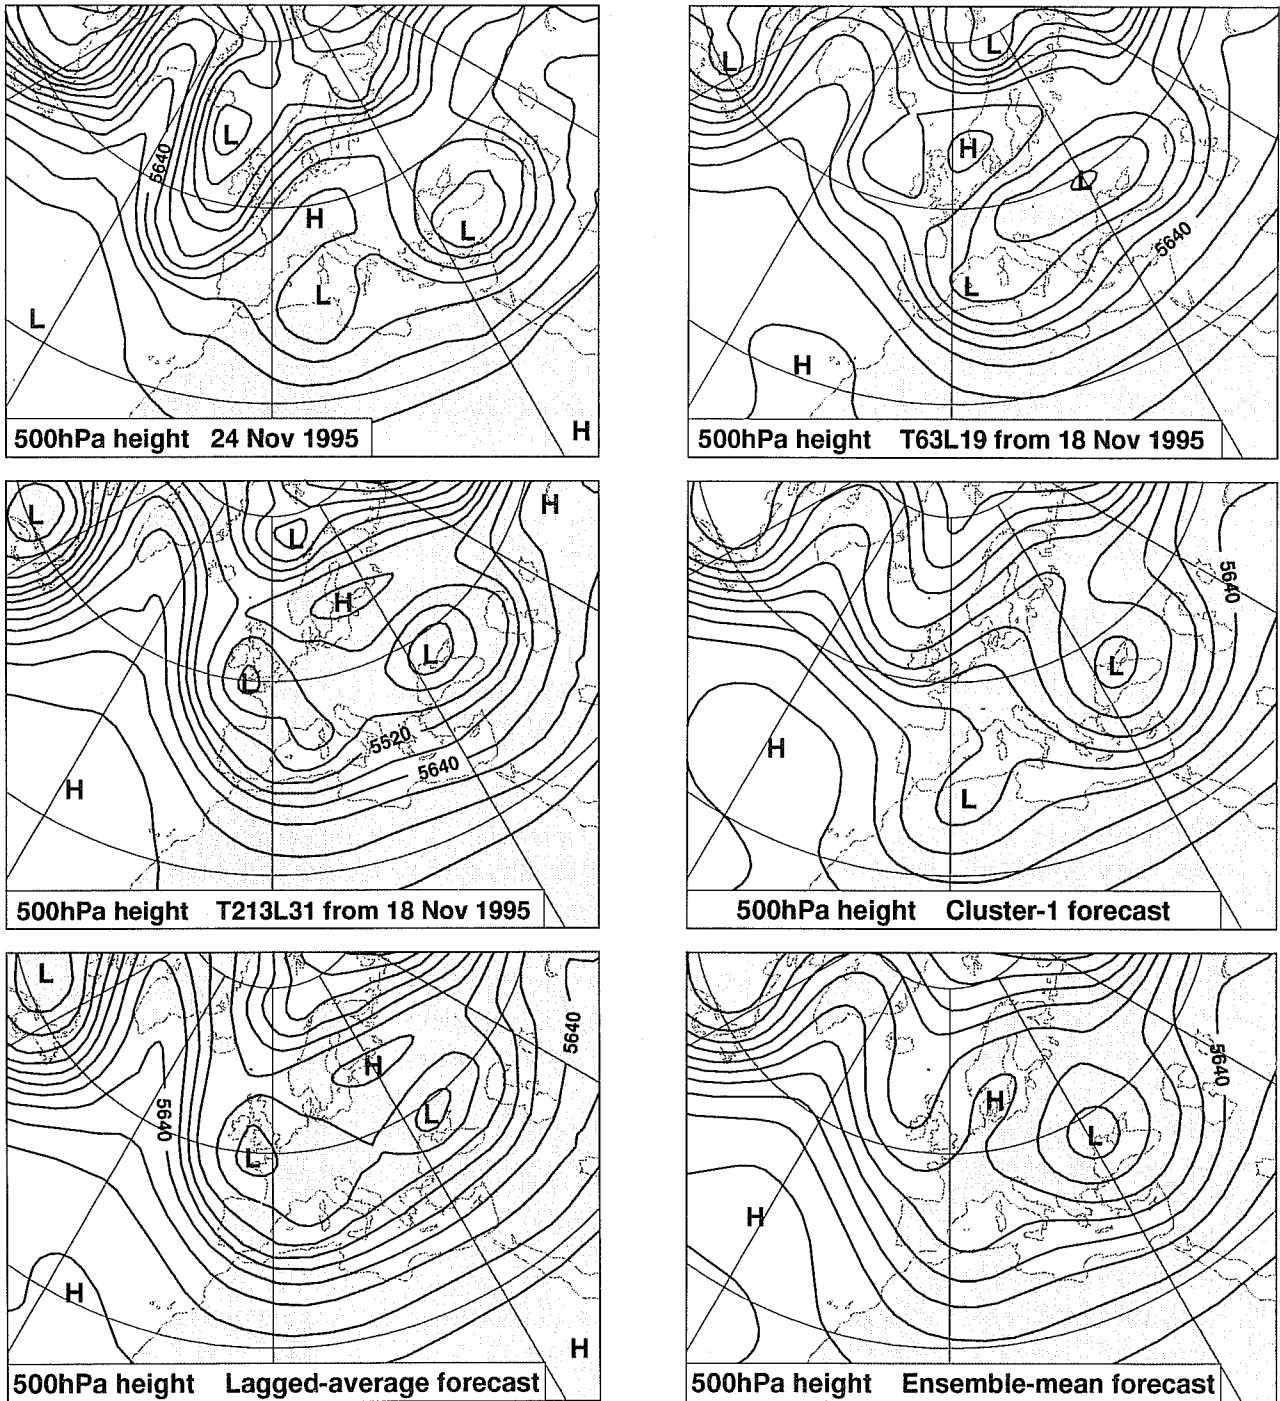 L
5640
H
L
L
L
H
500hPa height 24 Nov 1995
L
L
H
L
5640
L
H
500hPa height T63L19 from 18 Nov 1995
L
H
L
H
L
L
5520
5640
H
500hPa height T213L31 from 18 Nov 1995
5640
L
H
L
500hPa height Cluster-1 forecast
L
5640
H
5640
L
L
H
H
500hPa height Lagged-average forecast
5640
H
L
H
500hPa height Ensemble-mean forecast